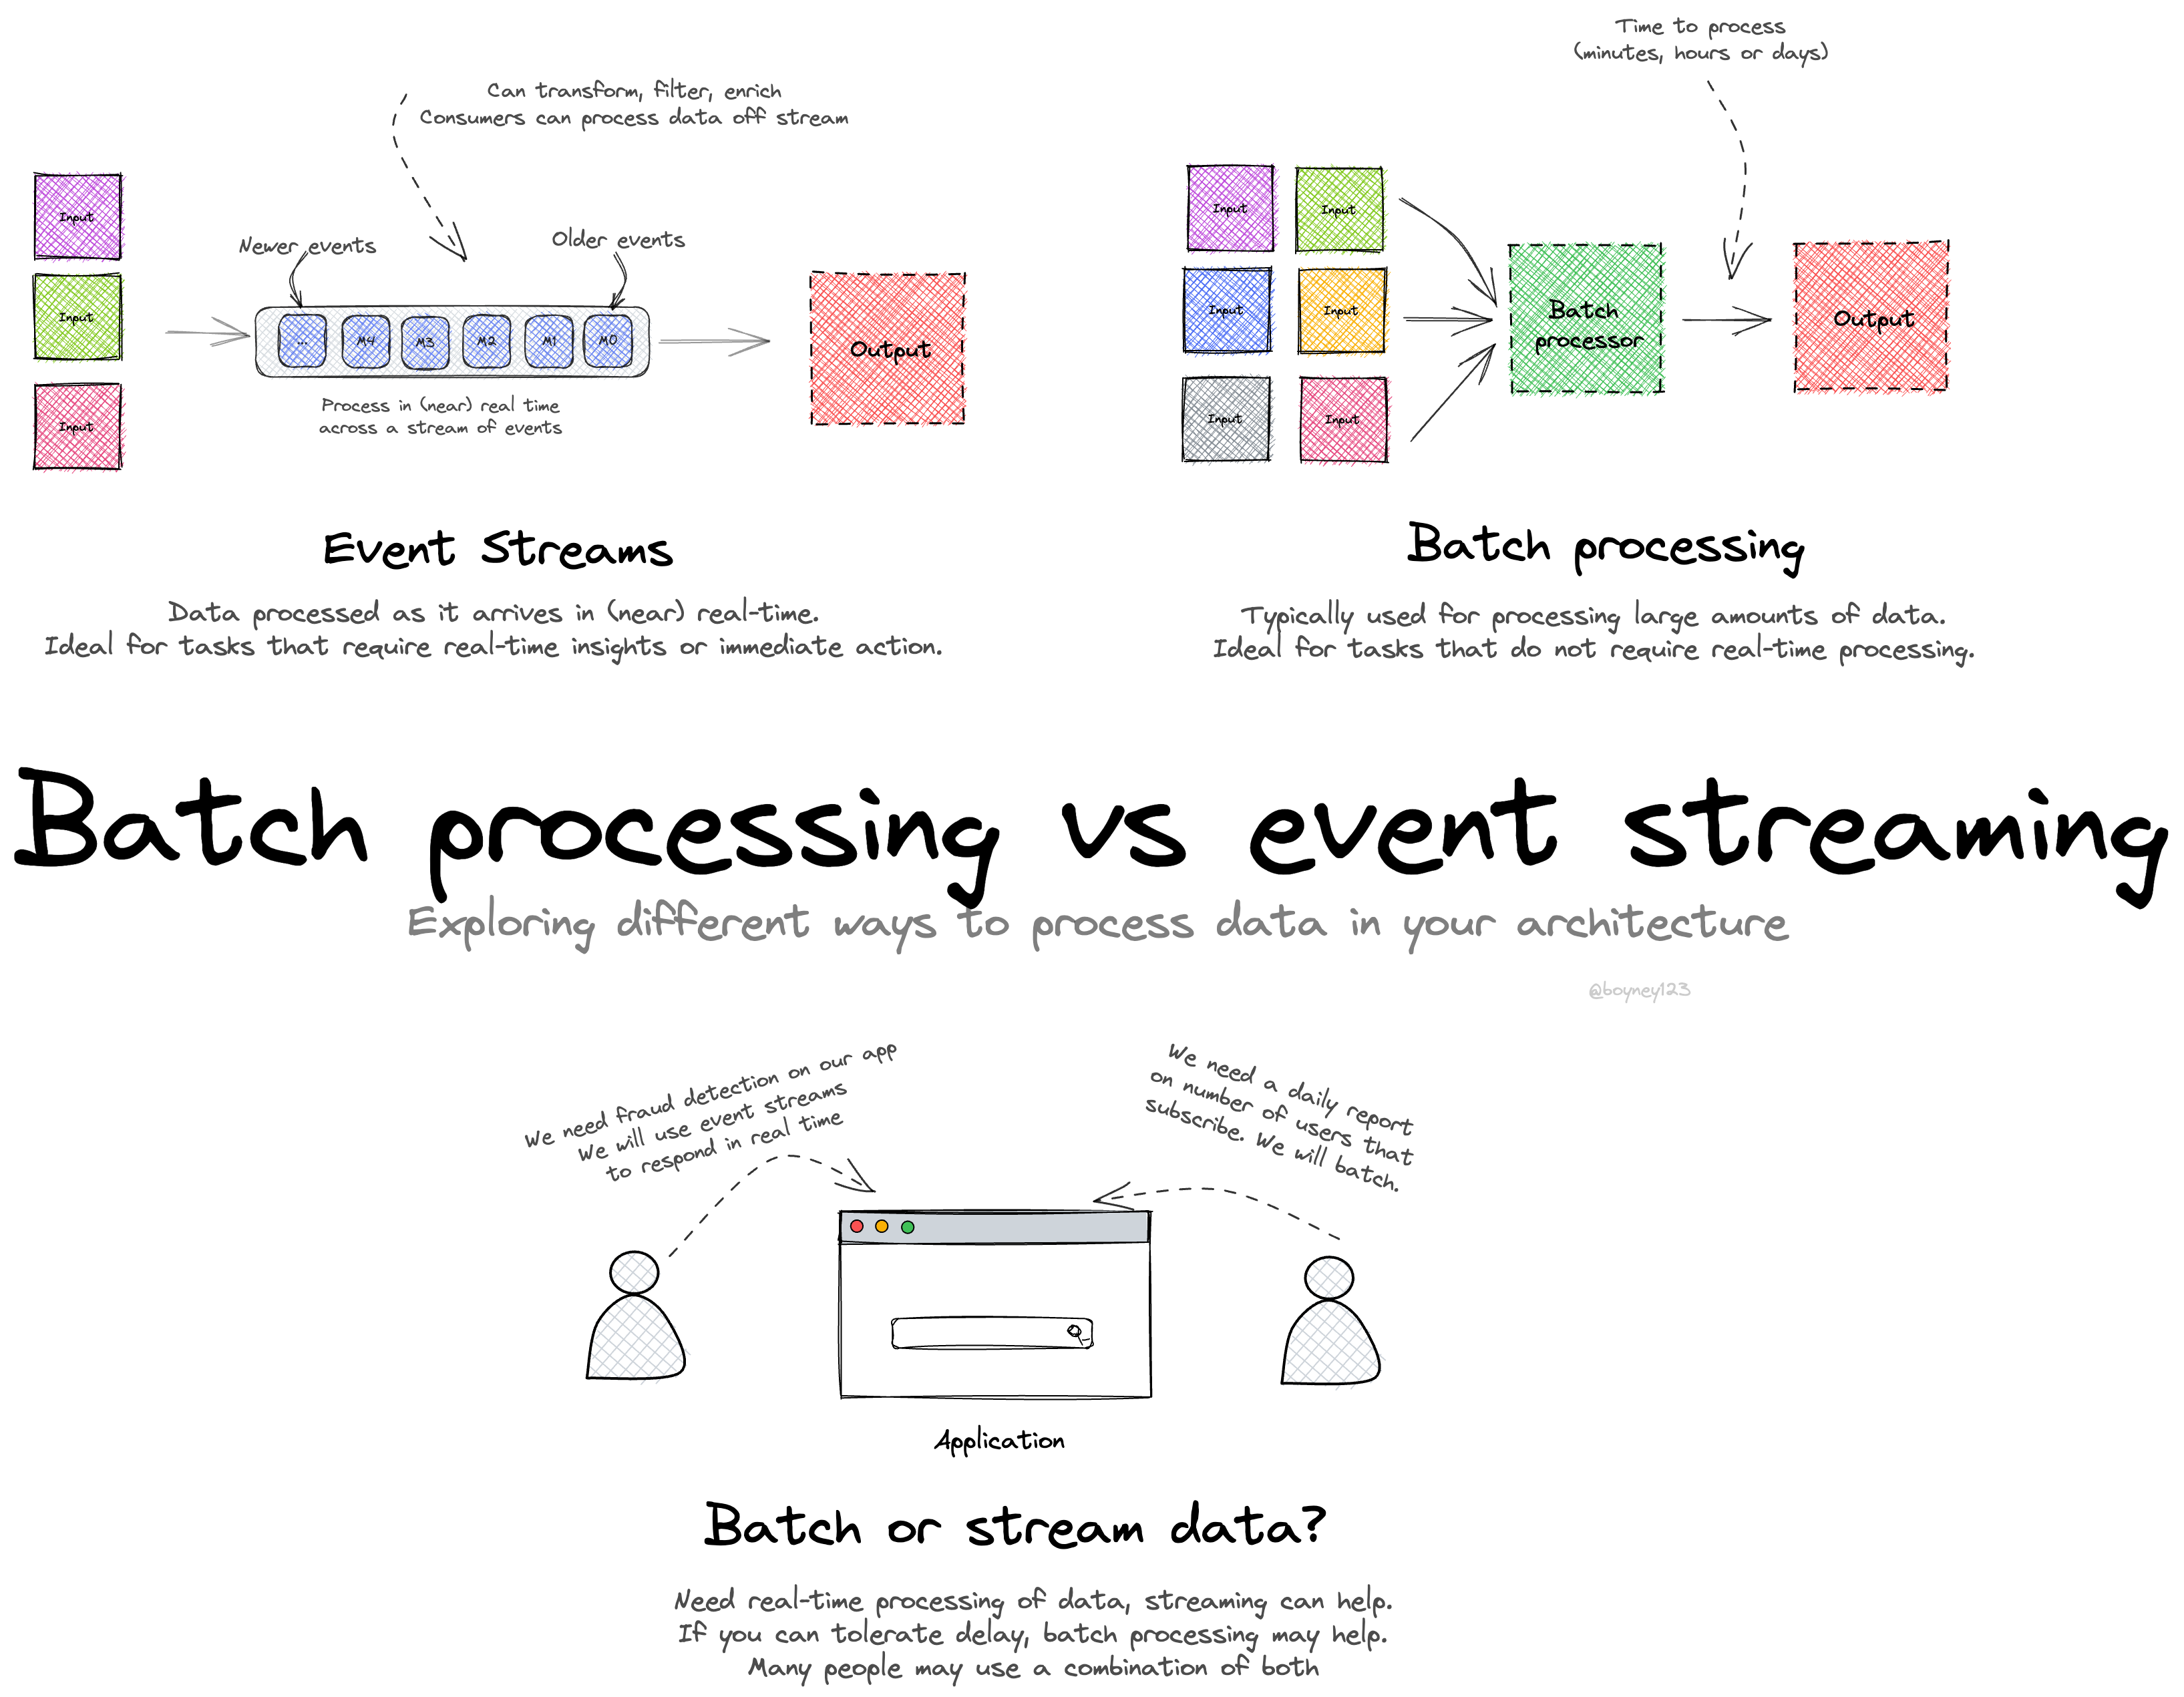 Can transform, filter, enrich
Consumers can process data off stream
Input
Input
Input
Newer events
Older events
...
M4
M3
M2
M1
M0
Process in (near) real time
across a stream of events
Output
Event Streams
Data processed as it arrives in (near) real-time.
Ideal for tasks that require real-time insights or immediate action.
Time to process
(minutes, hours or days)
Input
Input
Input
Input
Input
Input
Batch
processor
Output
Batch processing
Typically used for processing large amounts of data.
Ideal for tasks that do not require real-time processing.
Batch processing vs event streaming
Exploring different ways to process data in your architecture
@boyney123
We need fraud detection on our app
We will use event streams
to respond in real time
We need a daily report
on number of users that
subscribe. We will batch.
Application
Batch or stream data?
Need real-time processing of data, streaming can help.
If you can tolerate delay, batch processing may help.
Many people may use a combination of both